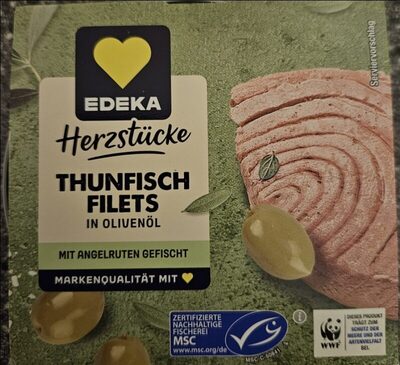 Serviervorschlag
EDEKA
Herzstücke
THUNFISCH
FILETS
IN OLIVENÖL
MIT ANGELRUTEN GEFISCHT
MARKENQUALITÄT MIT
ZERTIFIZIERTE
NACHHALTIGE
FISCHEREI
MSC
www.msc.org/de
WWF
DIESES PRODUKT
TRÄGT ZUM
SCHUTZ DER
MEERE UND DER
ARTENVIELFALT
BEI.